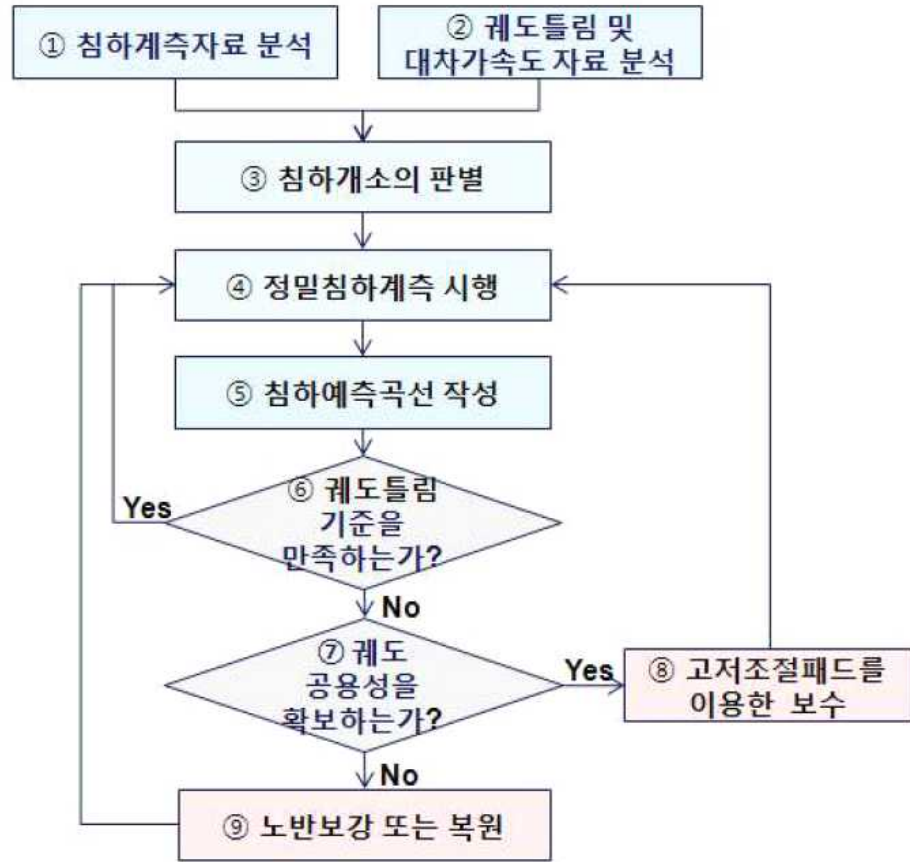 ① 침하계측자료 분석
② 궤도틀림 및
대차가속도 자료 분석
③ 침하개소의 판별
④ 정밀침하계측 시행
⑤ 침하예측곡선 작성
⑥ 궤도틀림
기준을
만족하는가?
Yes
No
⑦ 궤도
공용성을
확보하는가?
Yes
⑧ 고저조절패드를
이용한 보수
No
⑨ 노반보강 또는 복원